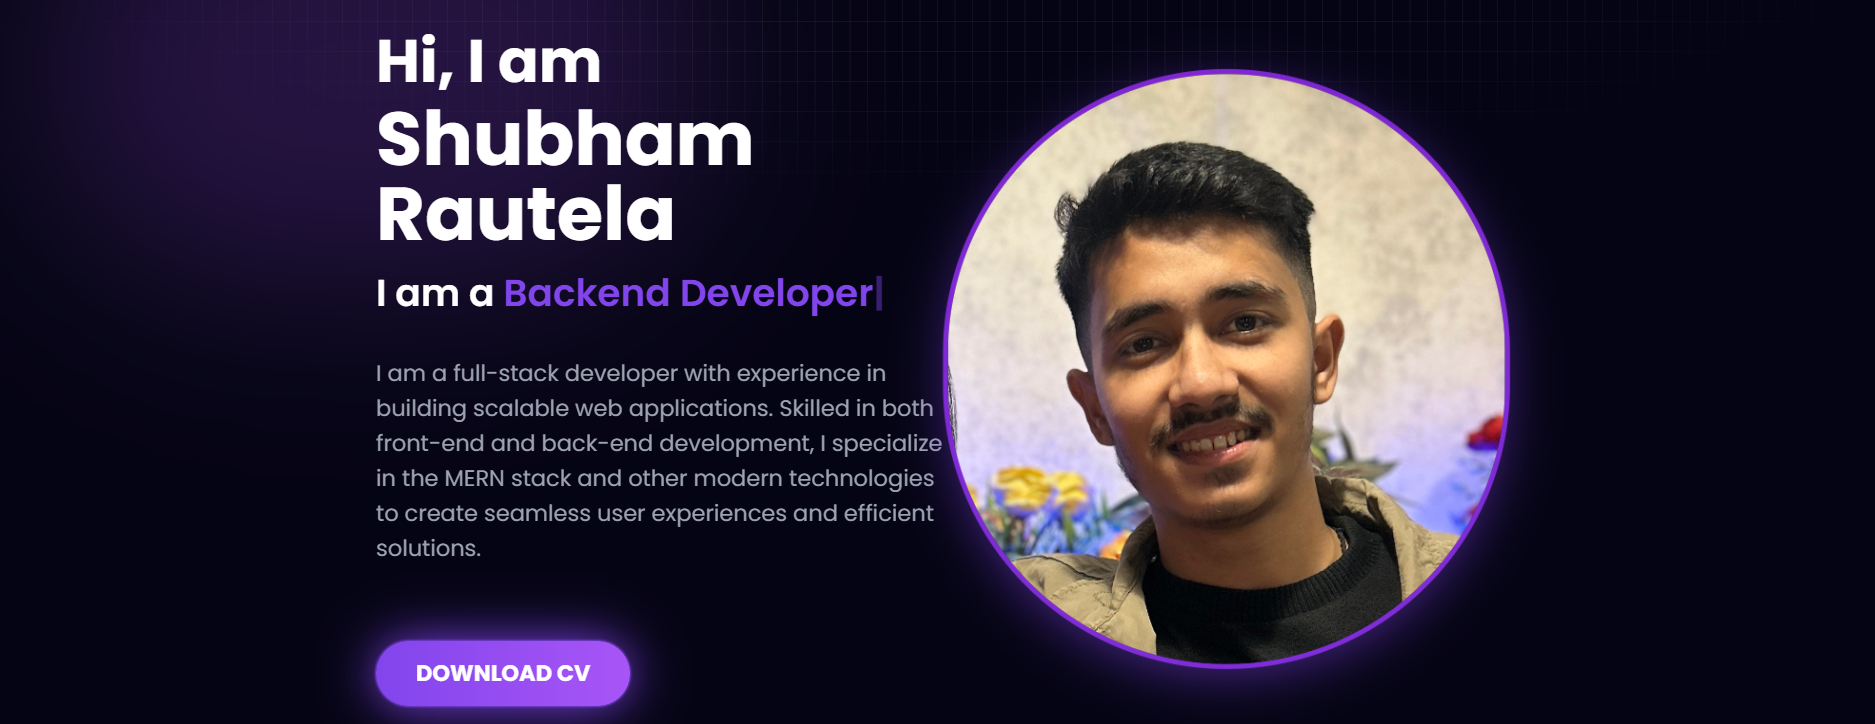 Hi, I am
Shubham
Rautela
I am a Backend Developer|
I am a full-stack developer with experience in
building scalable web applications. Skilled in both
front-end and back-end development, I specialize
in the MERN stack and other modern technologies
to create seamless user experiences and efficient
solutions.
DOWNLOAD CV